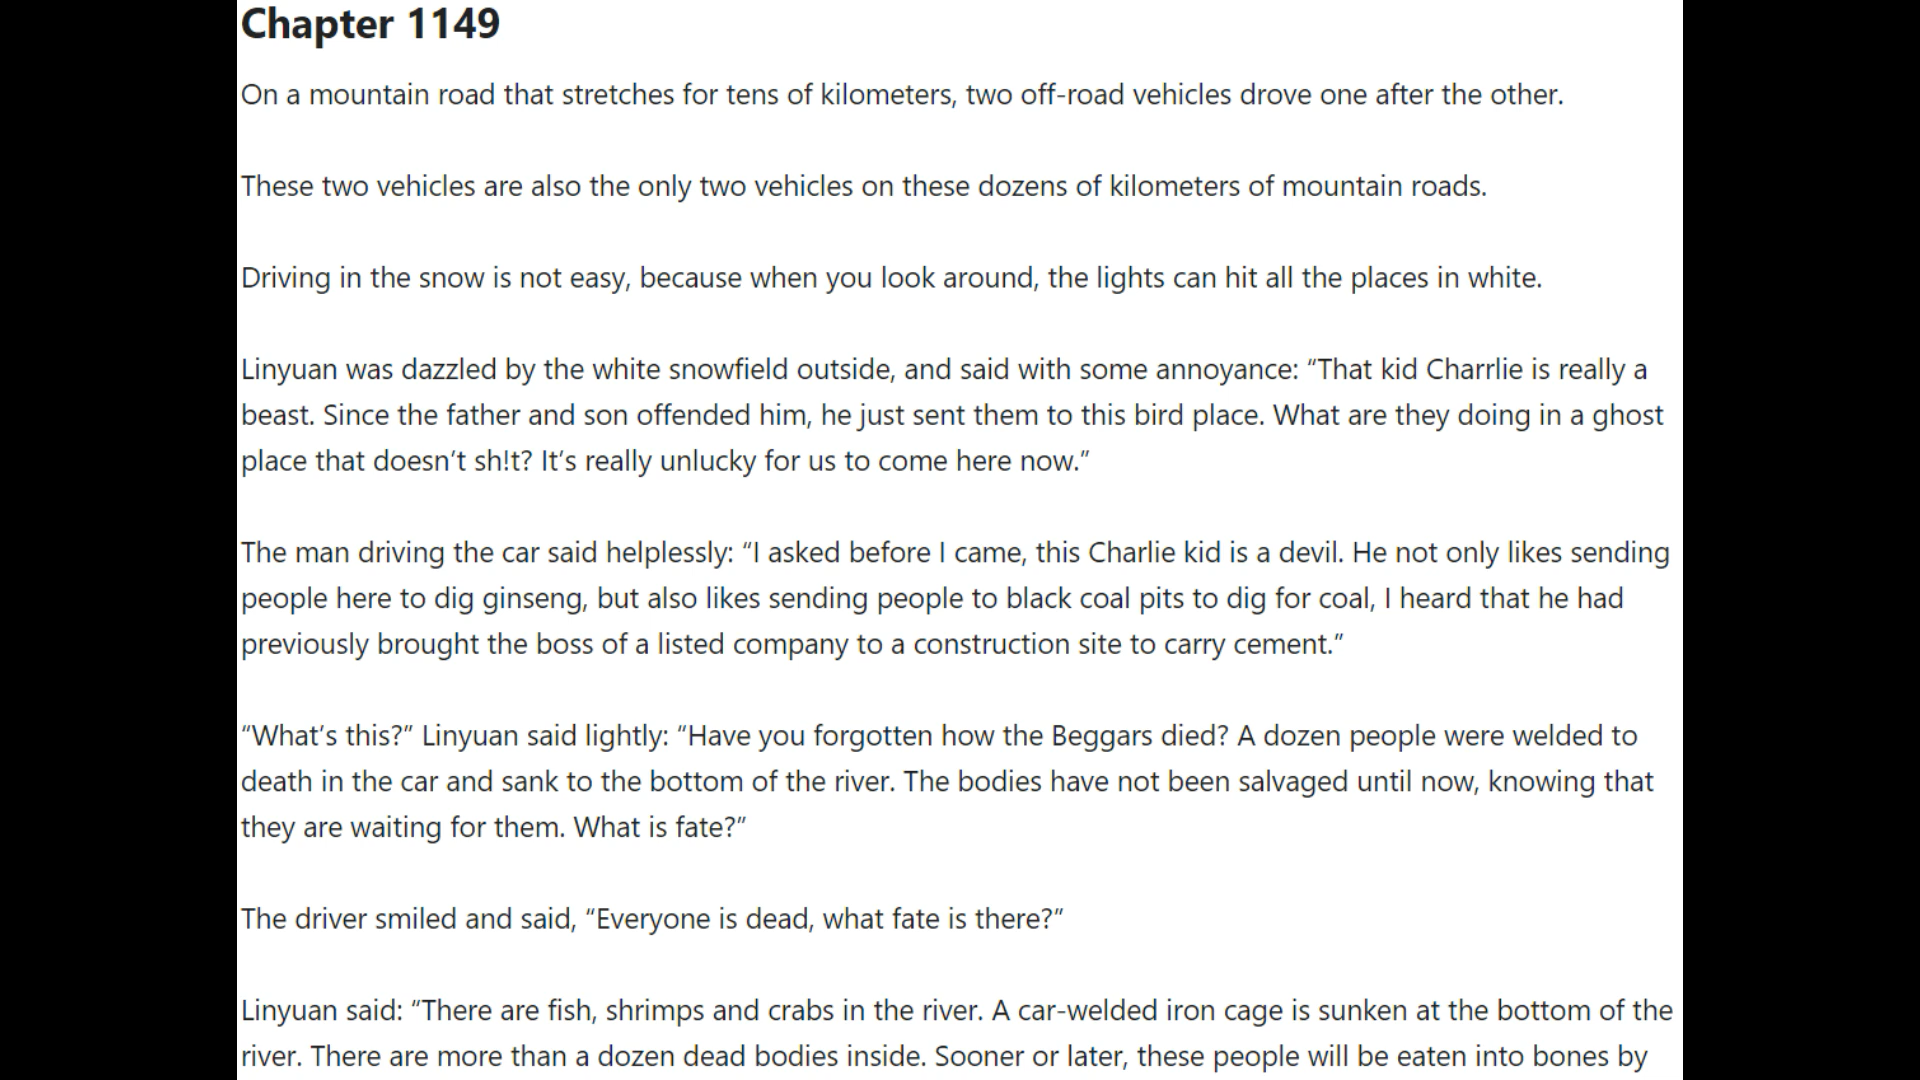 Chapter 1149
On a mountain road that stretches for tens of kilometers, two off-road vehicles drove one after the other.
These two vehicles are also the only two vehicles on these dozens of kilometers of mountain roads.
Driving in the snow is not easy, because when you look around, the lights can hit all the places in white.
Linyuan was dazzled by the white snowfield outside, and said with some annoyance: “That kid Charrlie is really a
beast. Since the father and son offended him, he just sent them to this bird place. What are they doing in a ghost
place that doesn’t sh!t? It’s really unlucky for us to come here now.”
The man driving the car said helplessly: “I asked before I came, this Charlie kid is a devil. He not only likes sending
people here to dig ginseng, but also likes sending people to black coal pits to dig for coal, I heard that he had
previously brought the boss of a listed company to a construction site to carry cement.”
“What’s this?” Linyuan said lightly: “Have you forgotten how the Beggars died? A dozen people were welded to
death in the car and sank to the bottom of the river. The bodies have not been salvaged until now, knowing that
they are waiting for them. What is fate?”
The driver smiled and said, “Everyone is dead, what fate is there?”
Linyuan said: “There are fish, shrimps and crabs in the river. A car-welded iron cage is sunken at the bottom of the
river. There are more than a dozen dead bodies inside. Sooner or later, these people will be eaten into bones by